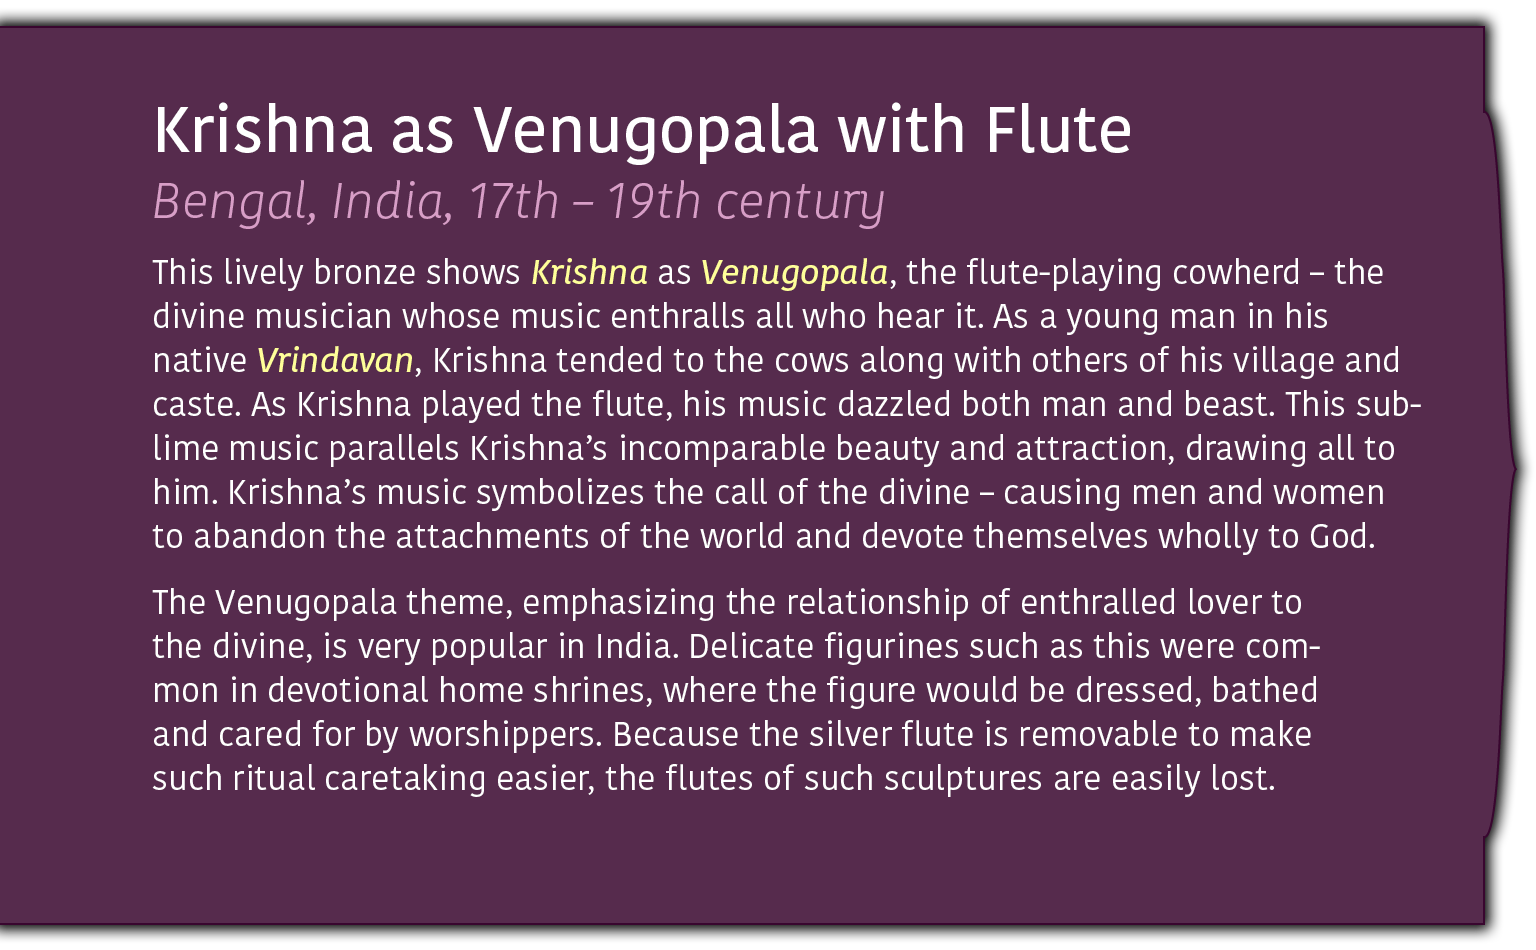 Krishna as Venugopala with Flute
Bengal, India, 17th – 19th century
This lively bronze shows Krishna as Venugopala, the flute-playing cowherd – the
divine musician whose music enthralls all who hear it. As a young man in his
native Vrindavan, Krishna tended to the cows along with others of his village and
caste. As Krishna played the flute, his music dazzled both man and beast. This sub-
lime music parallels Krishna’s incomparable beauty and attraction, drawing all to
him. Krishna’s music symbolizes the call of the divine – causing men and women
to abandon the attachments of the world and devote themselves wholly to God.
The Venugopala theme, emphasizing the relationship of enthralled lover to
the divine, is very popular in India. Delicate figurines such as this were com-
mon in devotional home shrines, where the figure would be dressed, bathed
and cared for by worshippers. Because the silver flute is removable to make
such ritual caretaking easier, the flutes of such sculptures are easily lost.